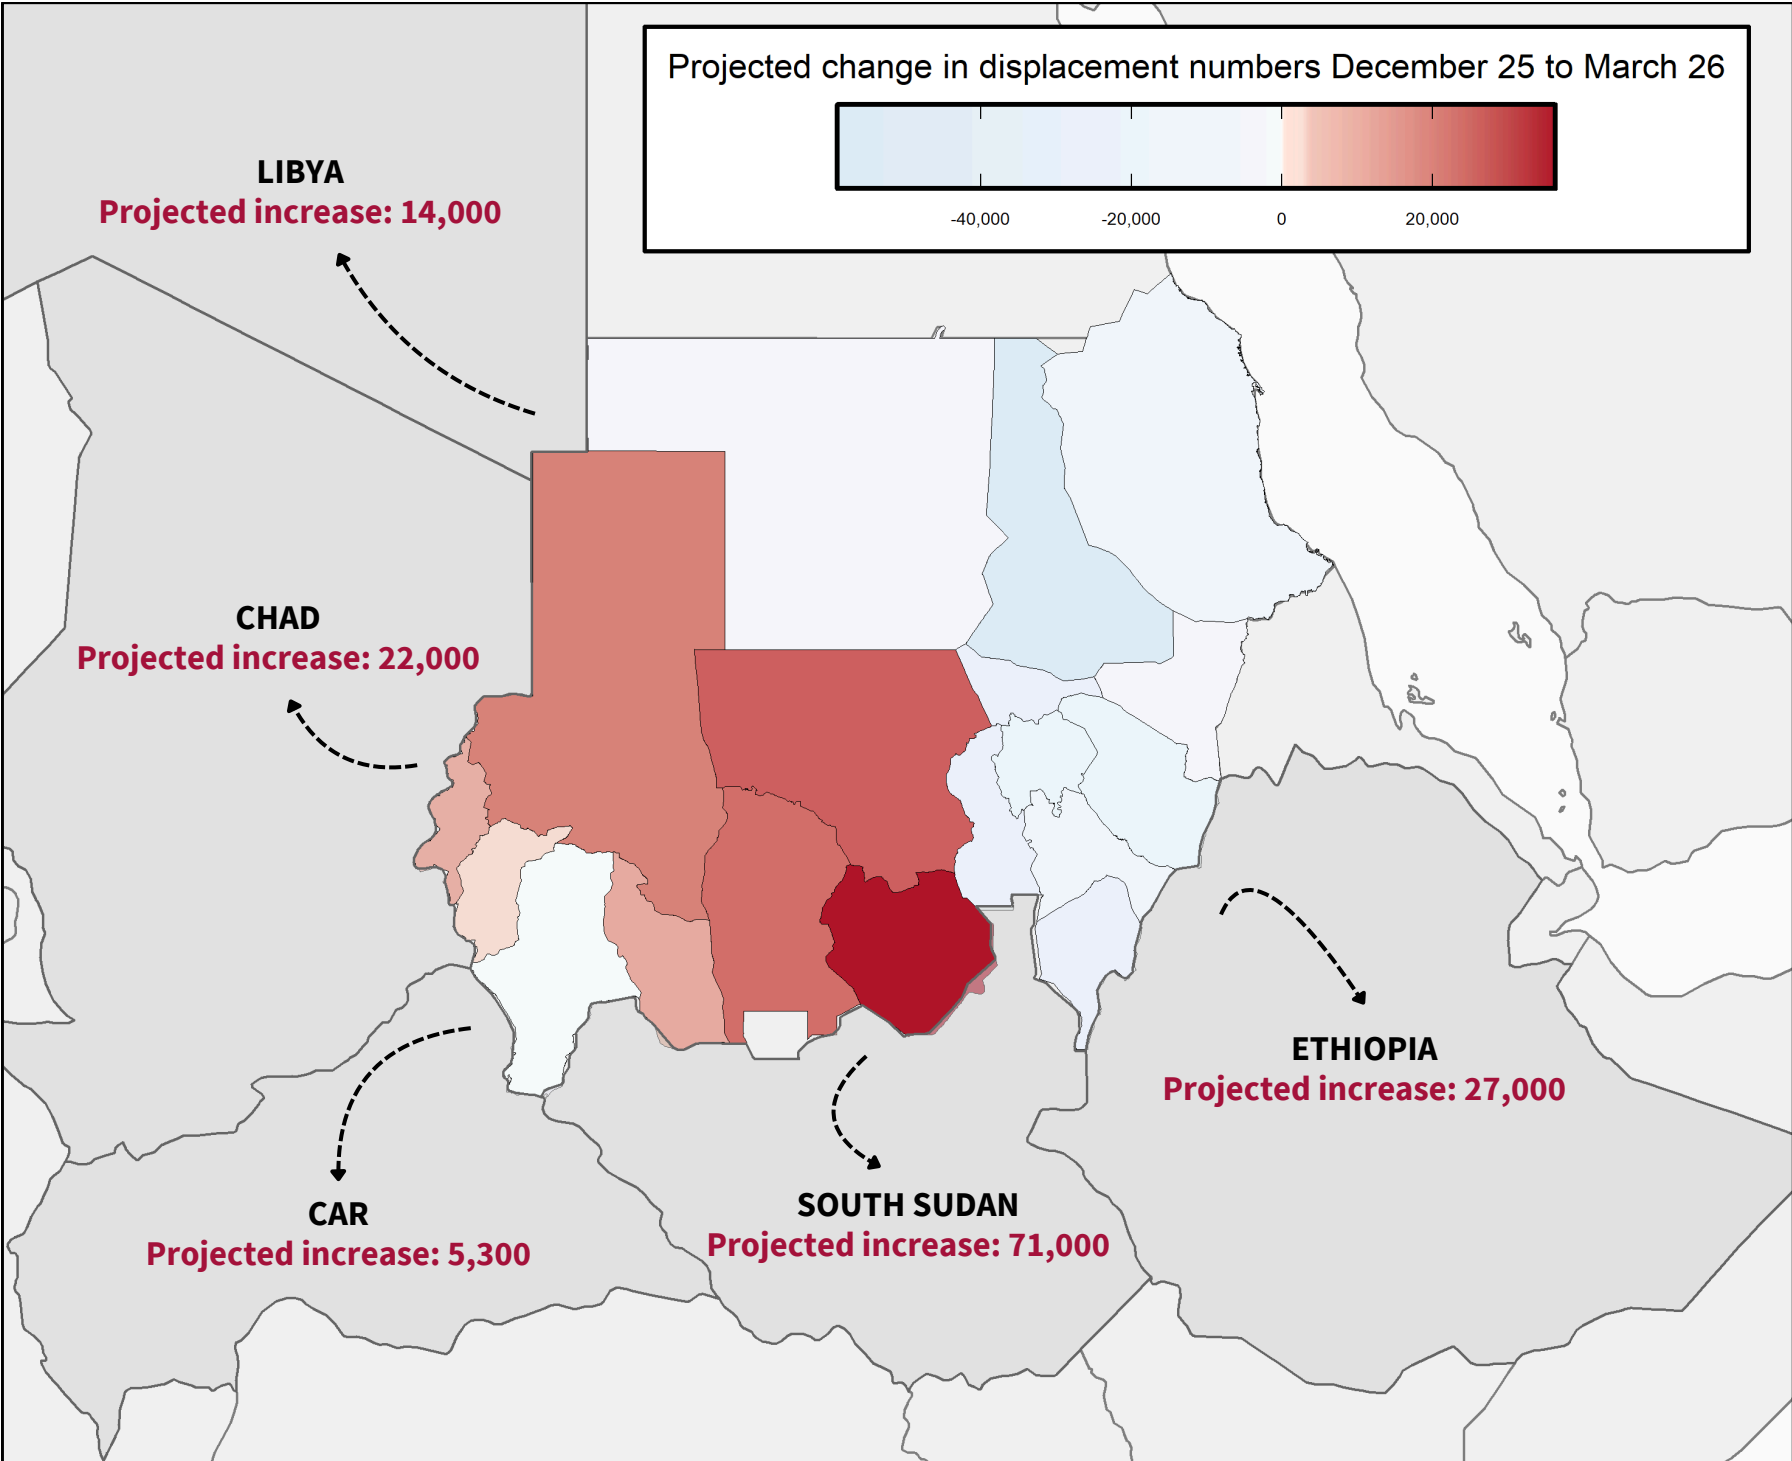 Projected change in displacement numbers December 25 to March 26
-40,000 -20,000 0 20,000
LIBYA
Projected increase: 14,000
CHAD
Projected increase: 22,000
ETHIOPIA
Projected increase: 27,000
SOUTH SUDAN
Projected increase: 71,000
CAR
Projected increase: 5,300